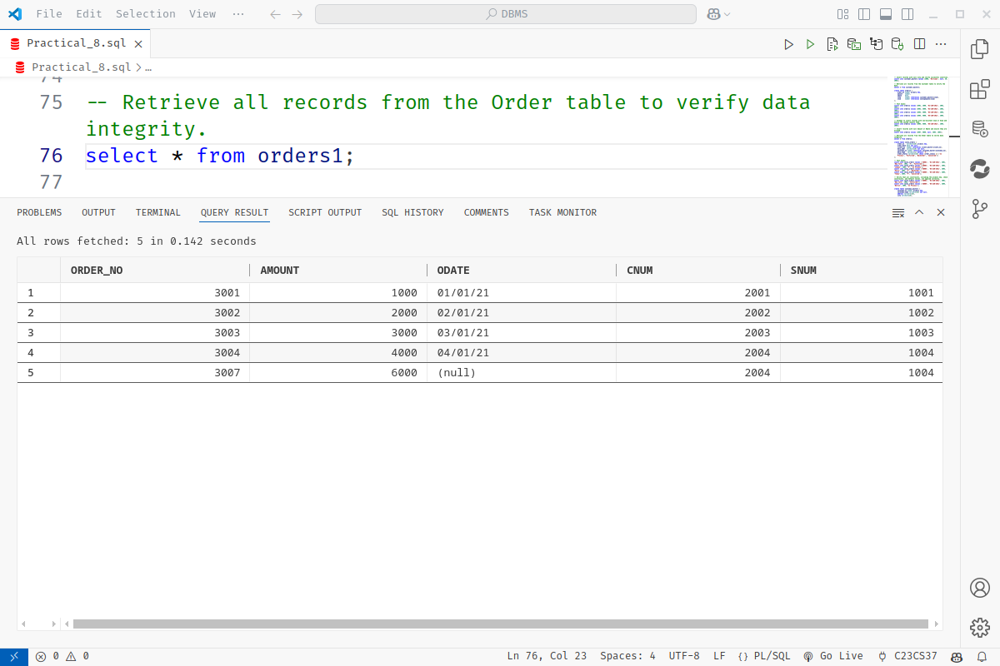 File Edit Selection View ··· DBMS
Practical_8.sql
Practical_8.sql > …
74
75 -- Retrieve all records from the Order table to verify data
integrity.
76 select * from orders1;
77
PROBLEMS OUTPUT TERMINAL QUERY RESULT SCRIPT OUTPUT SQL HISTORY COMMENTS TASK MONITOR
All rows fetched: 5 in 0.142 seconds
ORDER_NO AMOUNT ODATE CNUM SNUM
1 3001 1000 01/01/21 2001 1001
2 3002 2000 02/01/21 2002 1002
3 3003 3000 03/01/21 2003 1003
4 3004 4000 04/01/21 2004 1004
5 3007 6000 (null) 2004 1004
0 0 Ln 76, Col 23 Spaces: 4 UTF-8 LF {} PL/SQL Go Live C23CS37